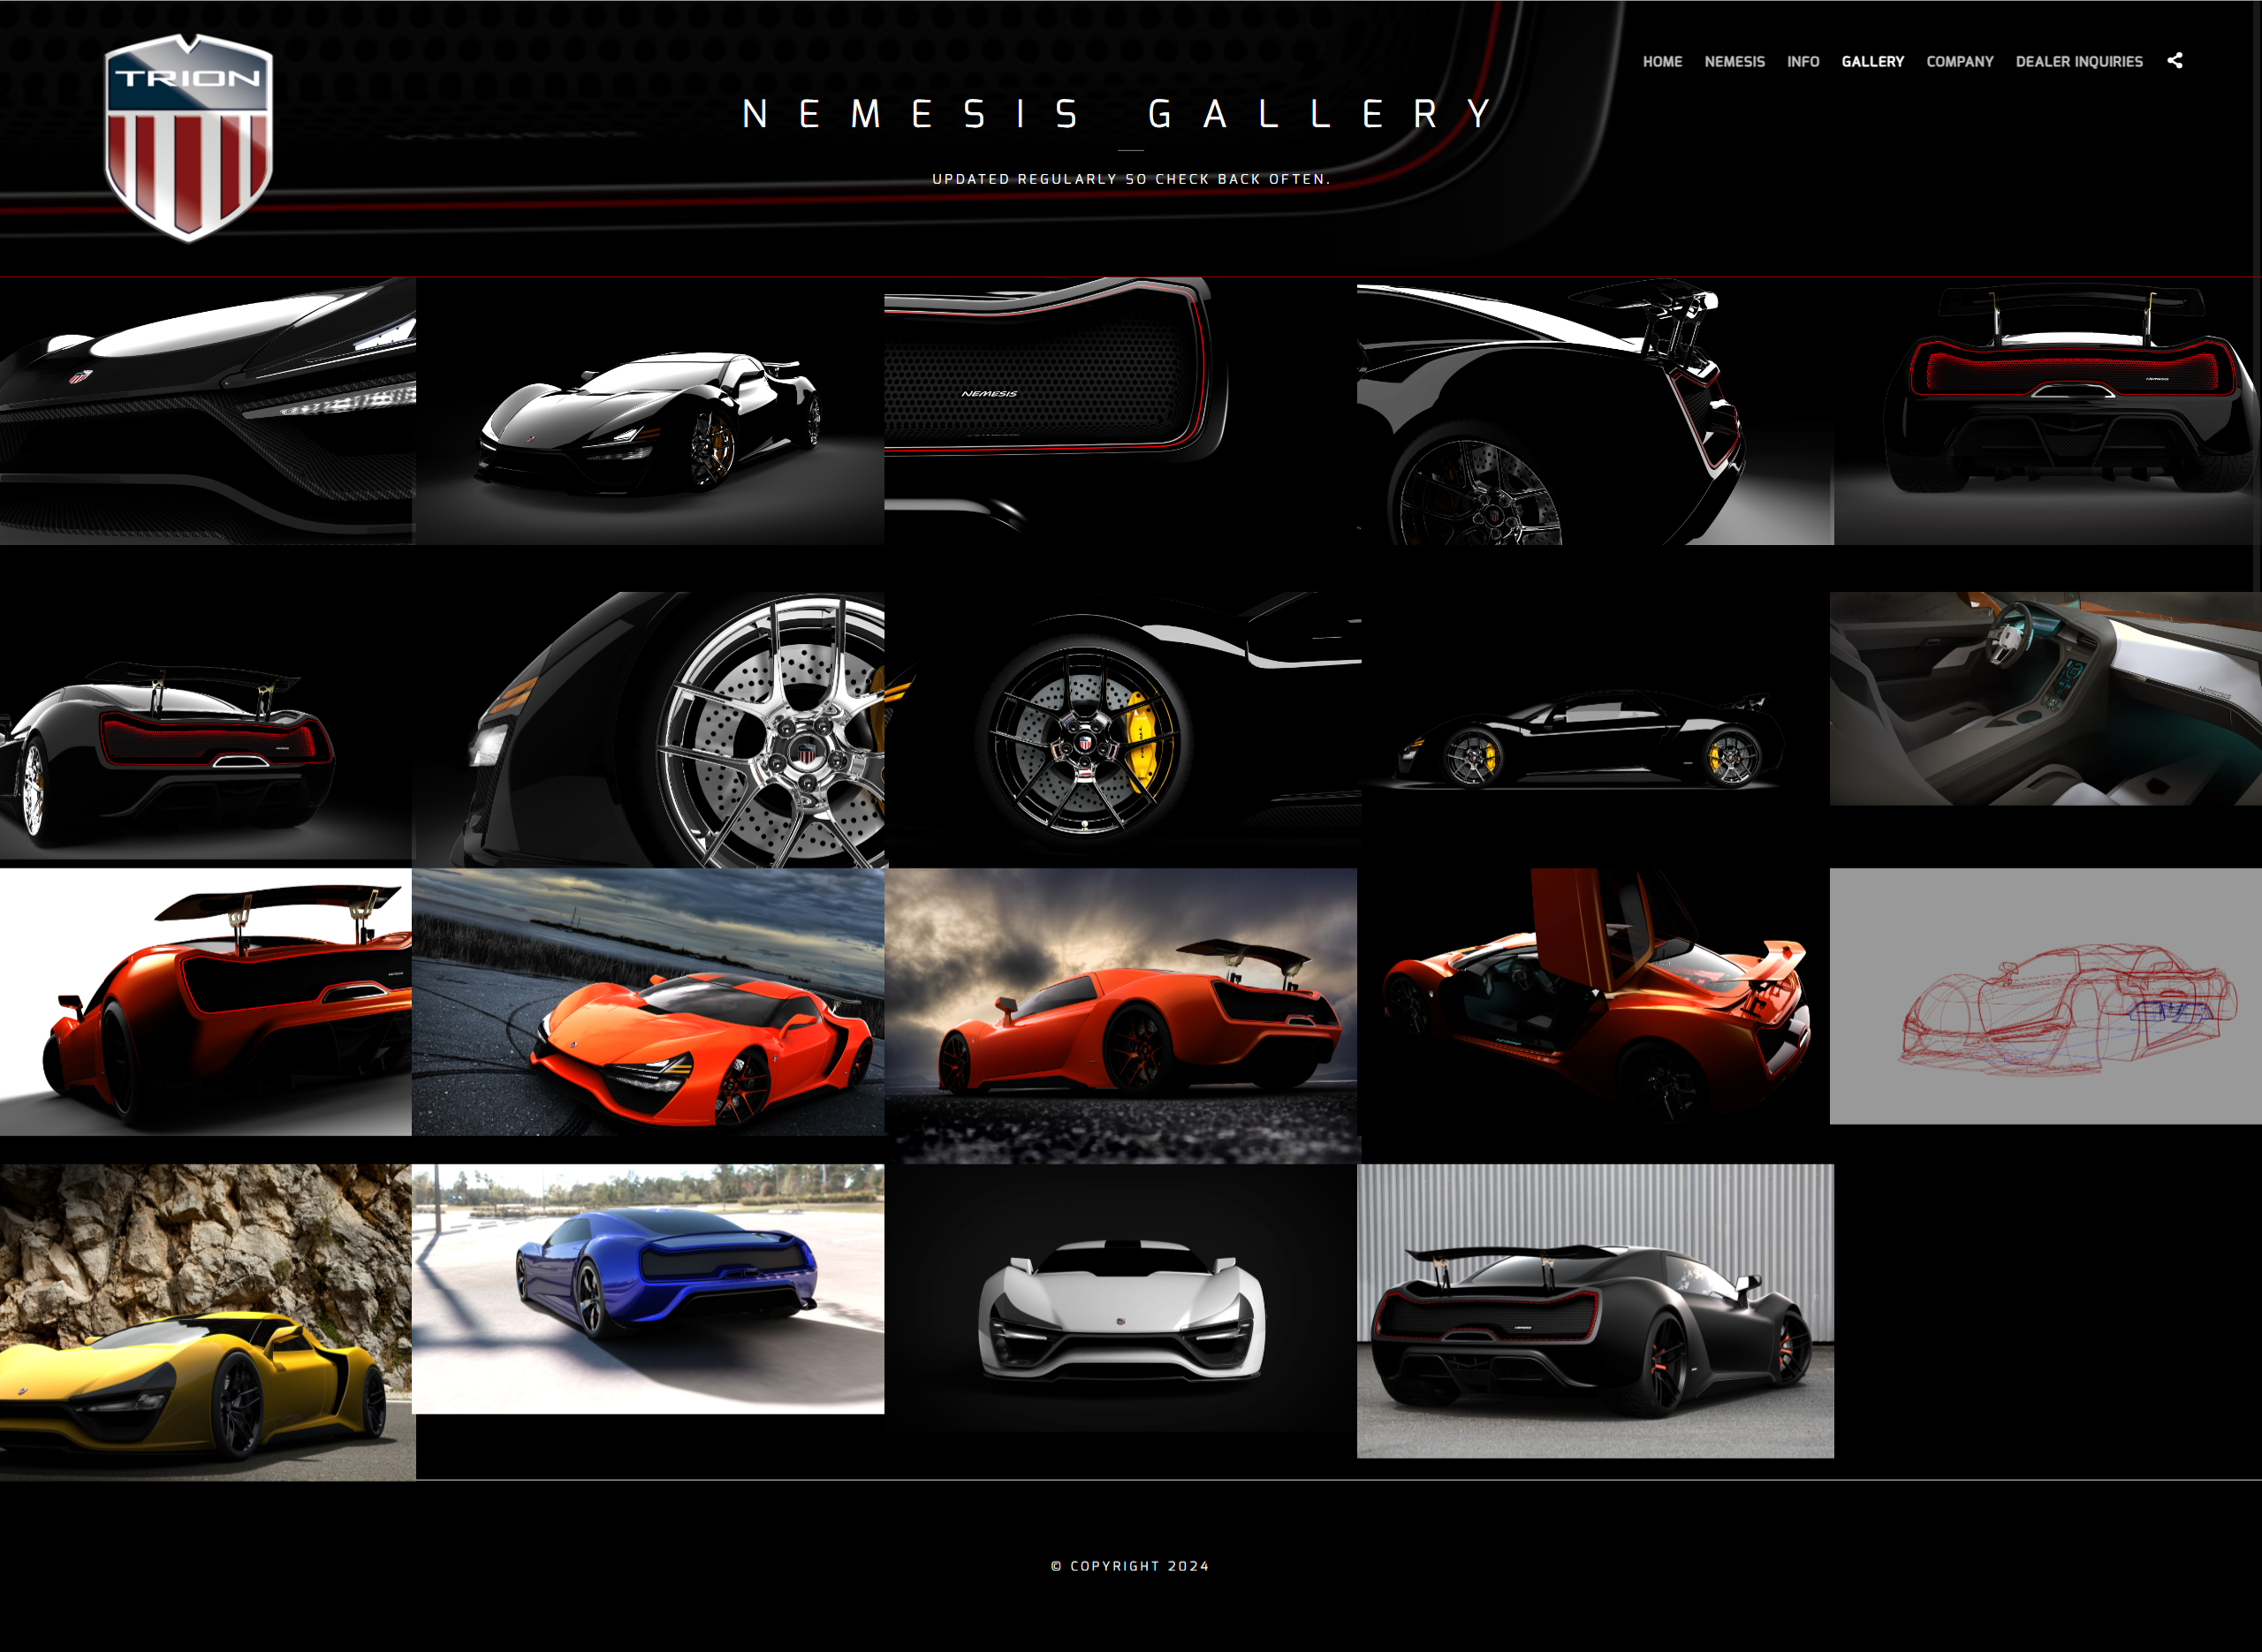 TRION
HOME NEMESIS INFO GALLERY COMPANY DEALER INQUIRIES
NEMESIS GALLERY
UPDATED REGULARLY SO CHECK BACK OFTEN.
NEMESIS
© COPYRIGHT 2024